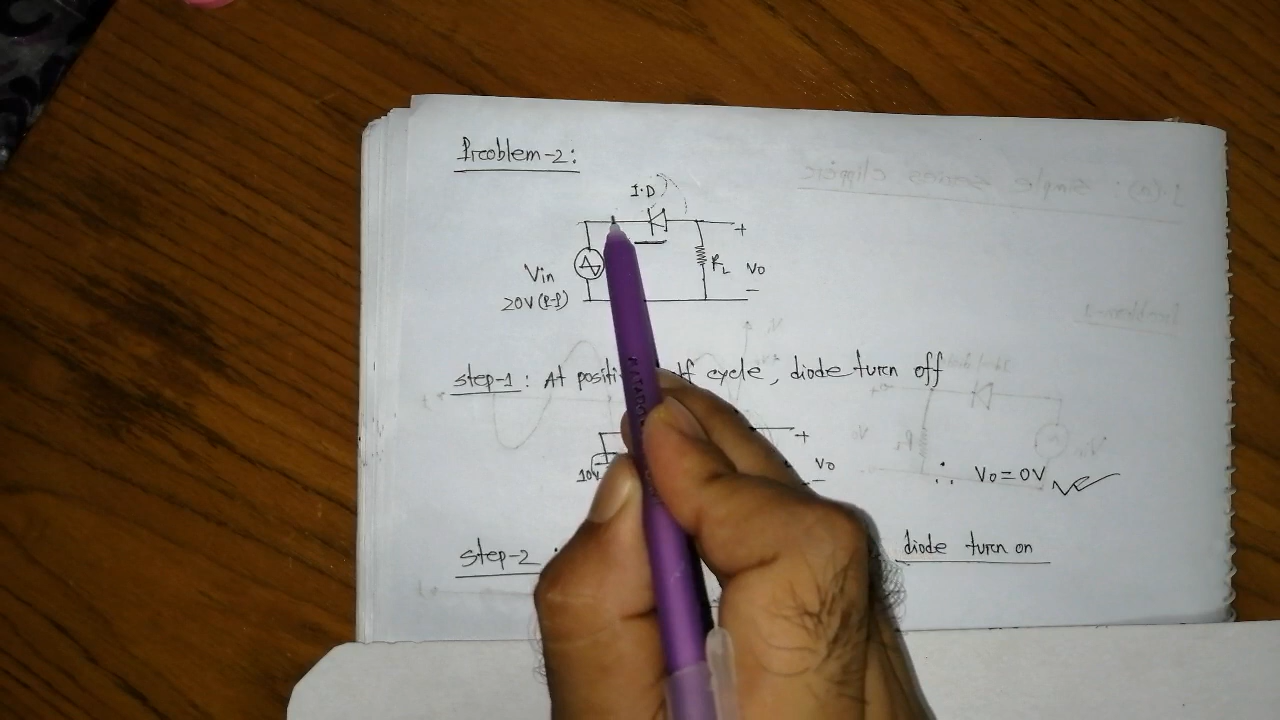 Problem-2:
I.D
+
Vin
RL
Vo
20V(P-P)
-
step-1: At cycle, diode turn off
+
10V
Vo
-
∴ Vo=0V
step-2 diode turn on